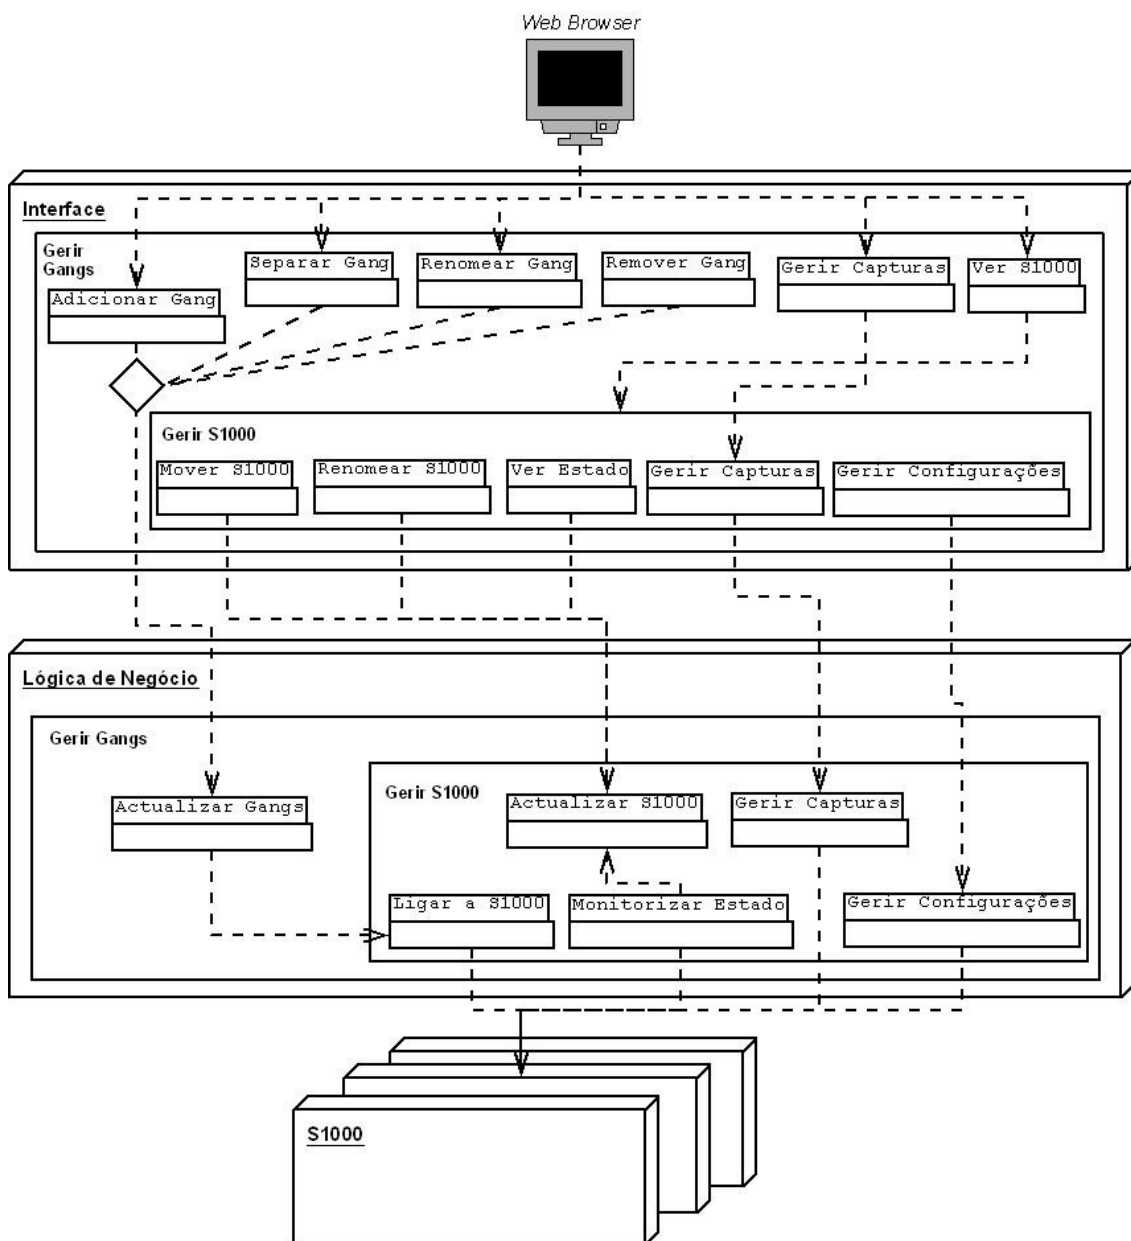 Web Browser
Interface
Gerir
Gangs
Separar Gang
Renomear Gang
Remover Gang
Gerir Capturas
Ver S1000
Adicionar Gang
Gerir S1000
Mover S1000
Renomear S1000
Ver Estado
Gerir Capturas
Gerir Configurações
Lógica de Negócio
Gerir Gangs
Gerir S1000
Actualizar Gangs
Actualizar S1000
Gerir Capturas
Ligar a S1000
Monitorizar Estado
Gerir Configurações
S1000